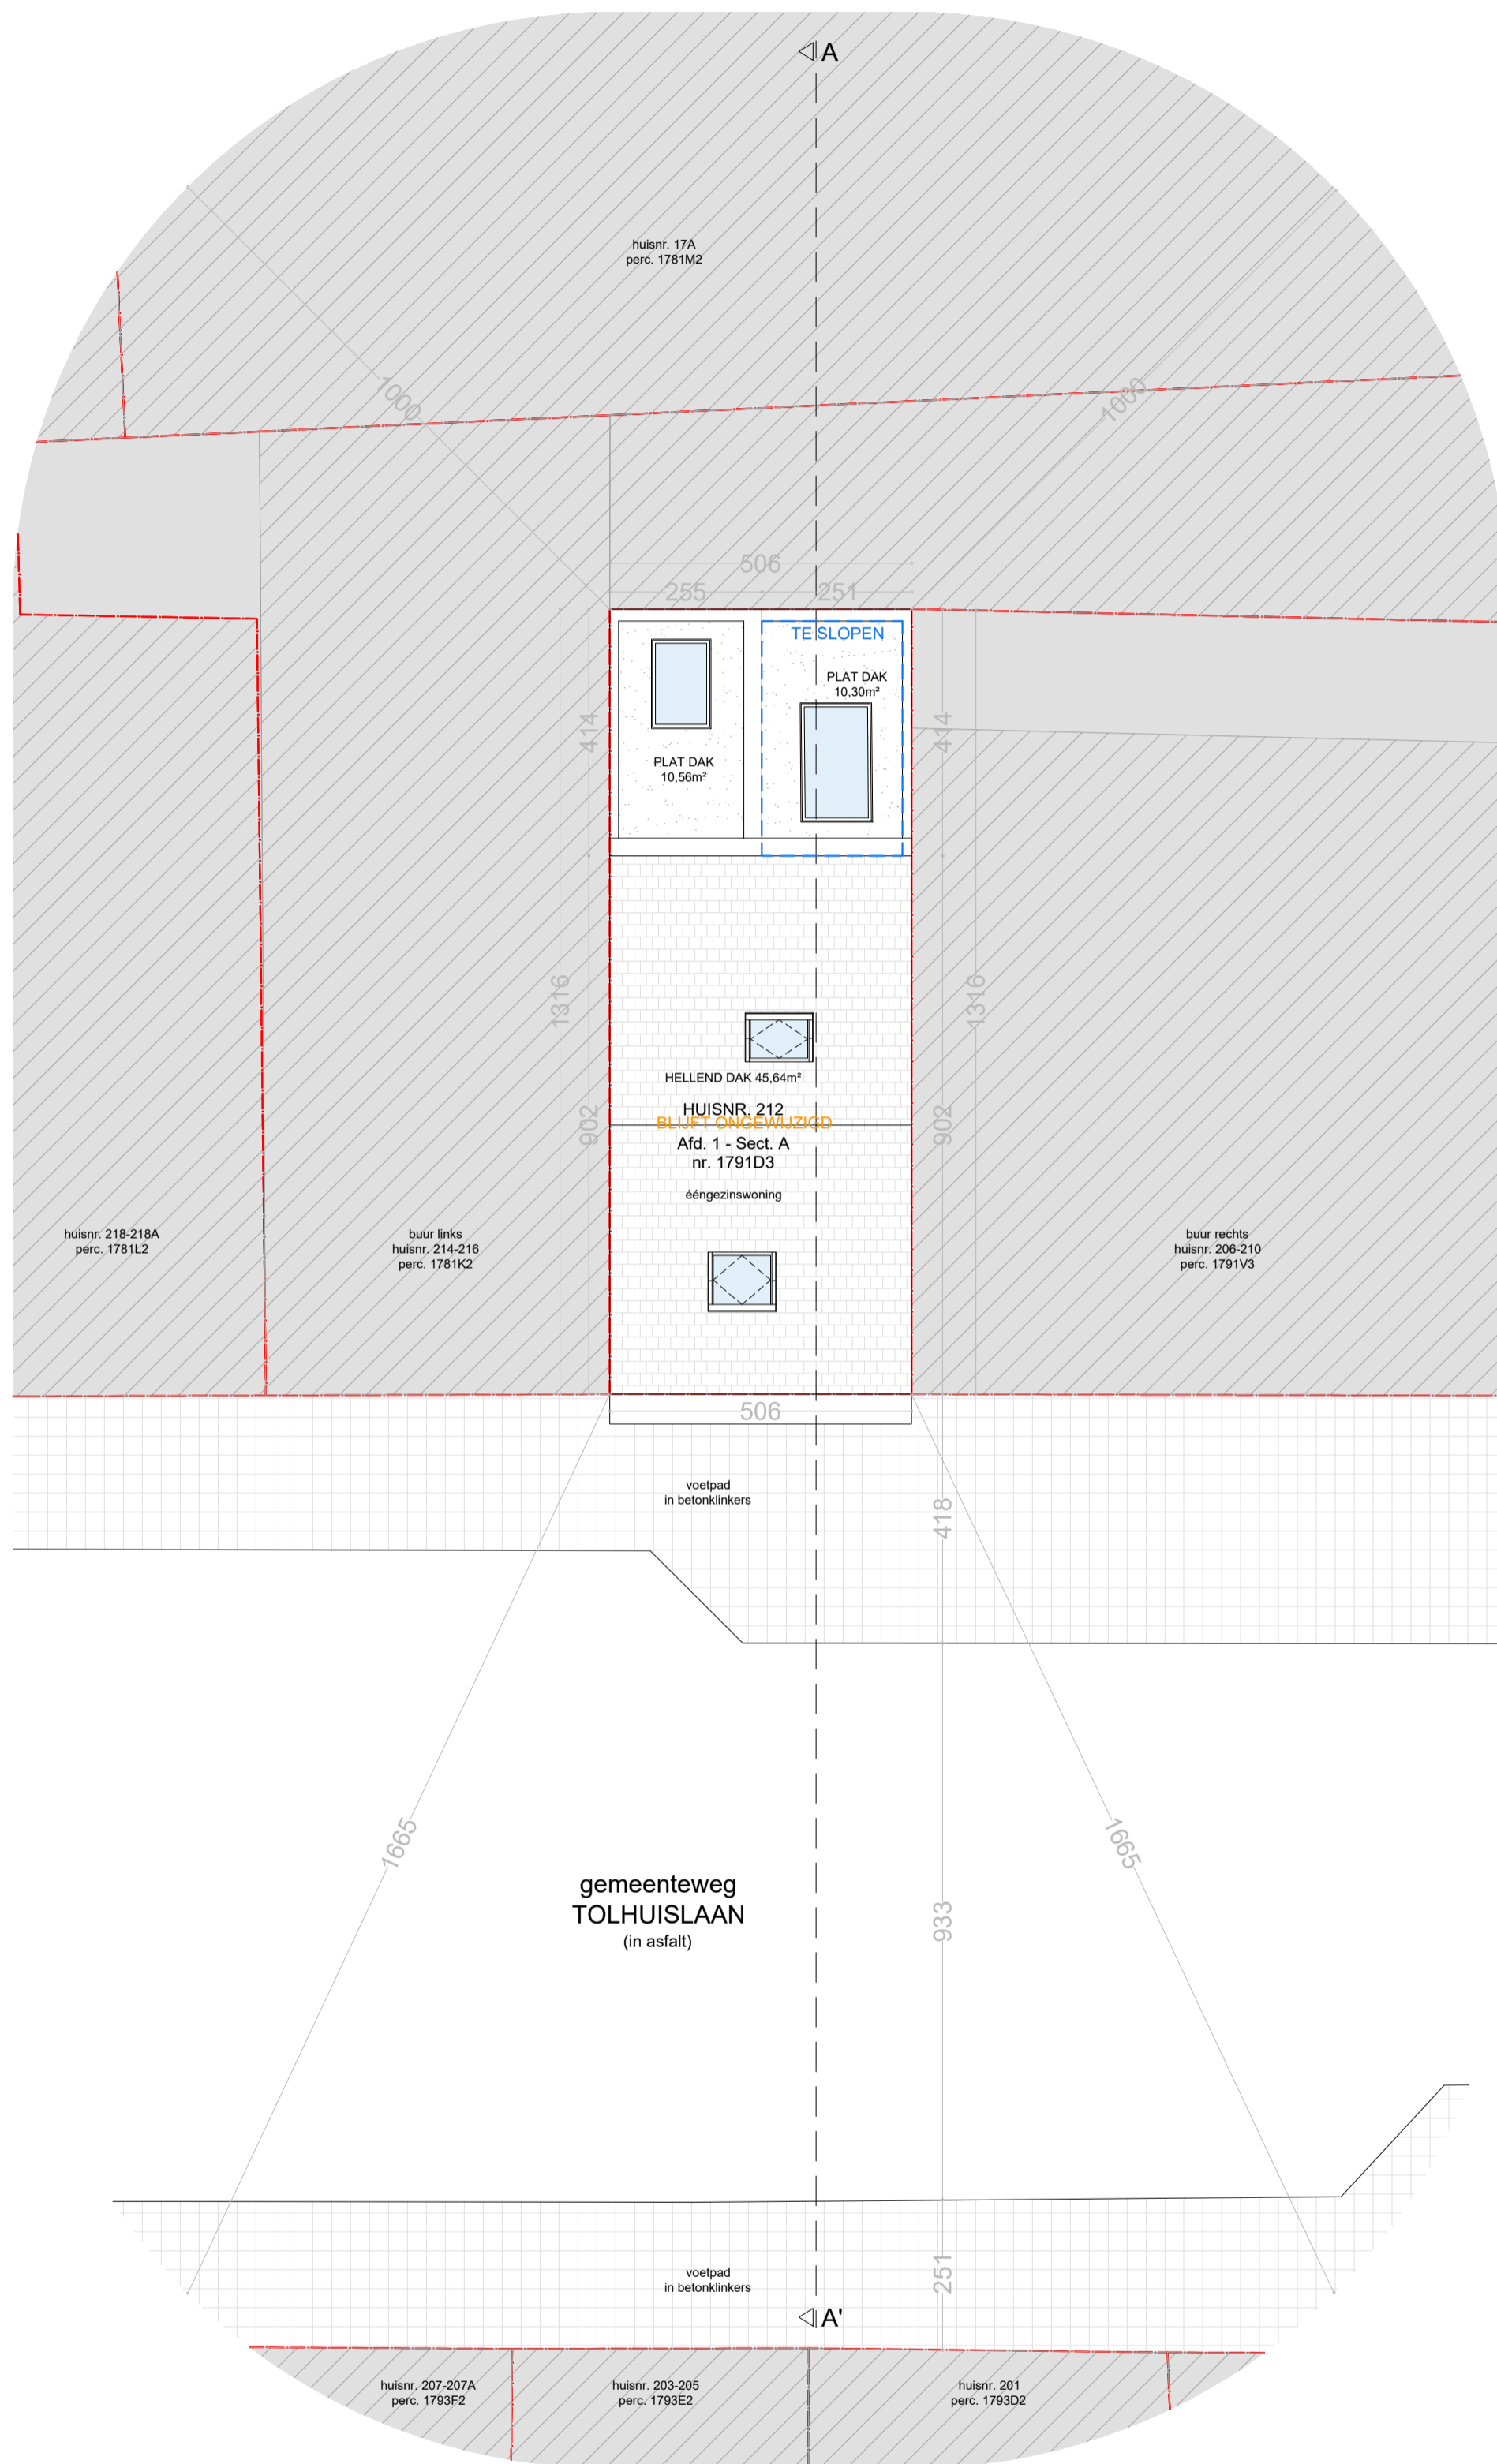 A
huisnr. 17A
perc. 1781M2
1000
1000
506
255
251
TE SLOPEN
PLAT DAK
10,30m²
414
414
PLAT DAK
10,56m²
1316
1316
HELLEND DAK 45,64m²
HUISNR. 212
BLIJFT ONGEWIJZIGD
902
902
Afd. 1 - Sect. A
nr. 1791D3
ééngezinswoning
huisnr. 218-218A
perc. 1781L2
buur links
huisnr. 214-216
perc. 1781K2
buur rechts
huisnr. 206-210
perc. 1791V3
506
voetpad
in betonklinkers
418
1665
1665
gemeenteweg
TOLHUISLAAN
(in asfalt)
933
voetpad
in betonklinkers
251
A'
huisnr. 207-207A
perc. 1793F2
huisnr. 203-205
perc. 1793E2
huisnr. 201
perc. 1793D2